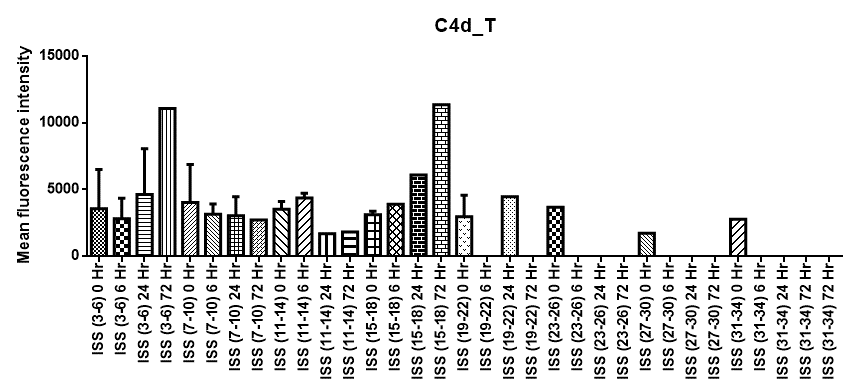 C4d_T
Mean fluorescence intensity
15000
10000
5000
0
ISS (3-6) 0 Hr
ISS (3-6) 6 Hr
ISS (3-6) 24 Hr
ISS (3-6) 72 Hr
ISS (7-10) 0 Hr
ISS (7-10) 6 Hr
ISS (7-10) 24 Hr
ISS (7-10) 72 Hr
ISS (11-14) 0 Hr
ISS (11-14) 6 Hr
ISS (11-14) 24 Hr
ISS (11-14) 72 Hr
ISS (15-18) 0 Hr
ISS (15-18) 6 Hr
ISS (15-18) 24 Hr
ISS (15-18) 72 Hr
ISS (19-22) 0 Hr
ISS (19-22) 6 Hr
ISS (19-22) 24 Hr
ISS (19-22) 72 Hr
ISS (23-26) 0 Hr
ISS (23-26) 6 Hr
ISS (23-26) 24 Hr
ISS (23-26) 72 Hr
ISS (27-30) 0 Hr
ISS (27-30) 6 Hr
ISS (27-30) 24 Hr
ISS (27-30) 72 Hr
ISS (31-34) 0 Hr
ISS (31-34) 6 Hr
ISS (31-34) 24 Hr
ISS (31-34) 72 Hr